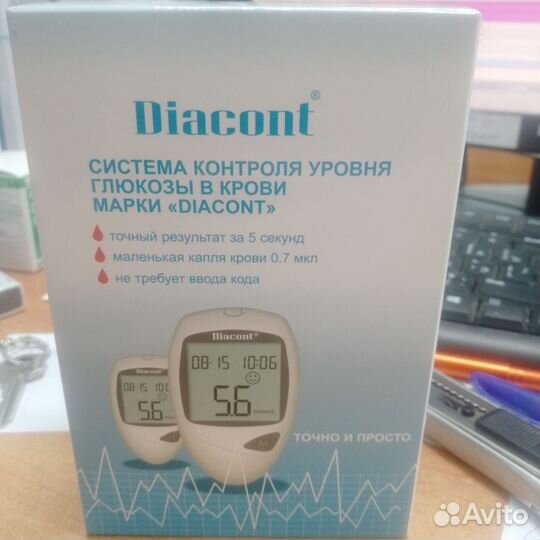 Diacont®
СИСТЕМА КОНТРОЛЯ УРОВНЯ
ГЛЮКОЗЫ В КРОВИ
МАРКИ «DIACONT»
точный результат за 5 секунд
маленькая капля крови 0.7 мкл
не требует ввода кода
Diacont®
08-15 10:06
5.6
mmol/L
M
Diacont®
08-15 10:0
5.6
ТОЧНО И ПРОСТО
Avito